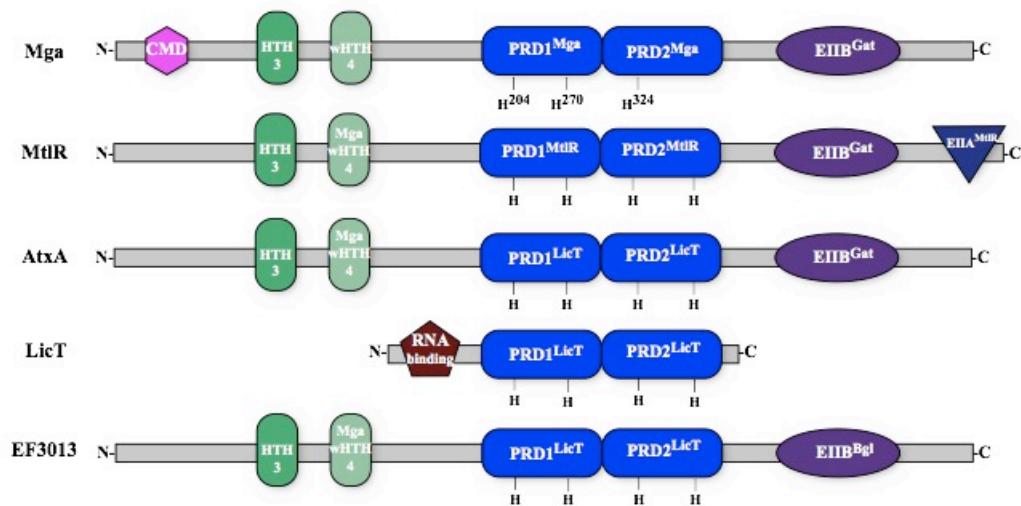 Mga N- CMD HTH 3 wHTH 4 PRD1Mga PRD2Mga EIIBGat -C
H204 H270 H324
MtlR N- HTH 3 Mga wHTH 4 PRD1MtlR PRD2MtlR EIIBGat EIIAMtlR -C
H H H H
AtxA N- HTH 3 Mga wHTH 4 PRD1LicT PRD2LicT EIIBGat -C
H H H H
LicT N- RNA binding PRD1LicT PRD2LicT -C
H H H H
EF3013 N- HTH 3 Mga wHTH 4 PRD1LicT PRD2LicT EIIBBgl -C
H H H H